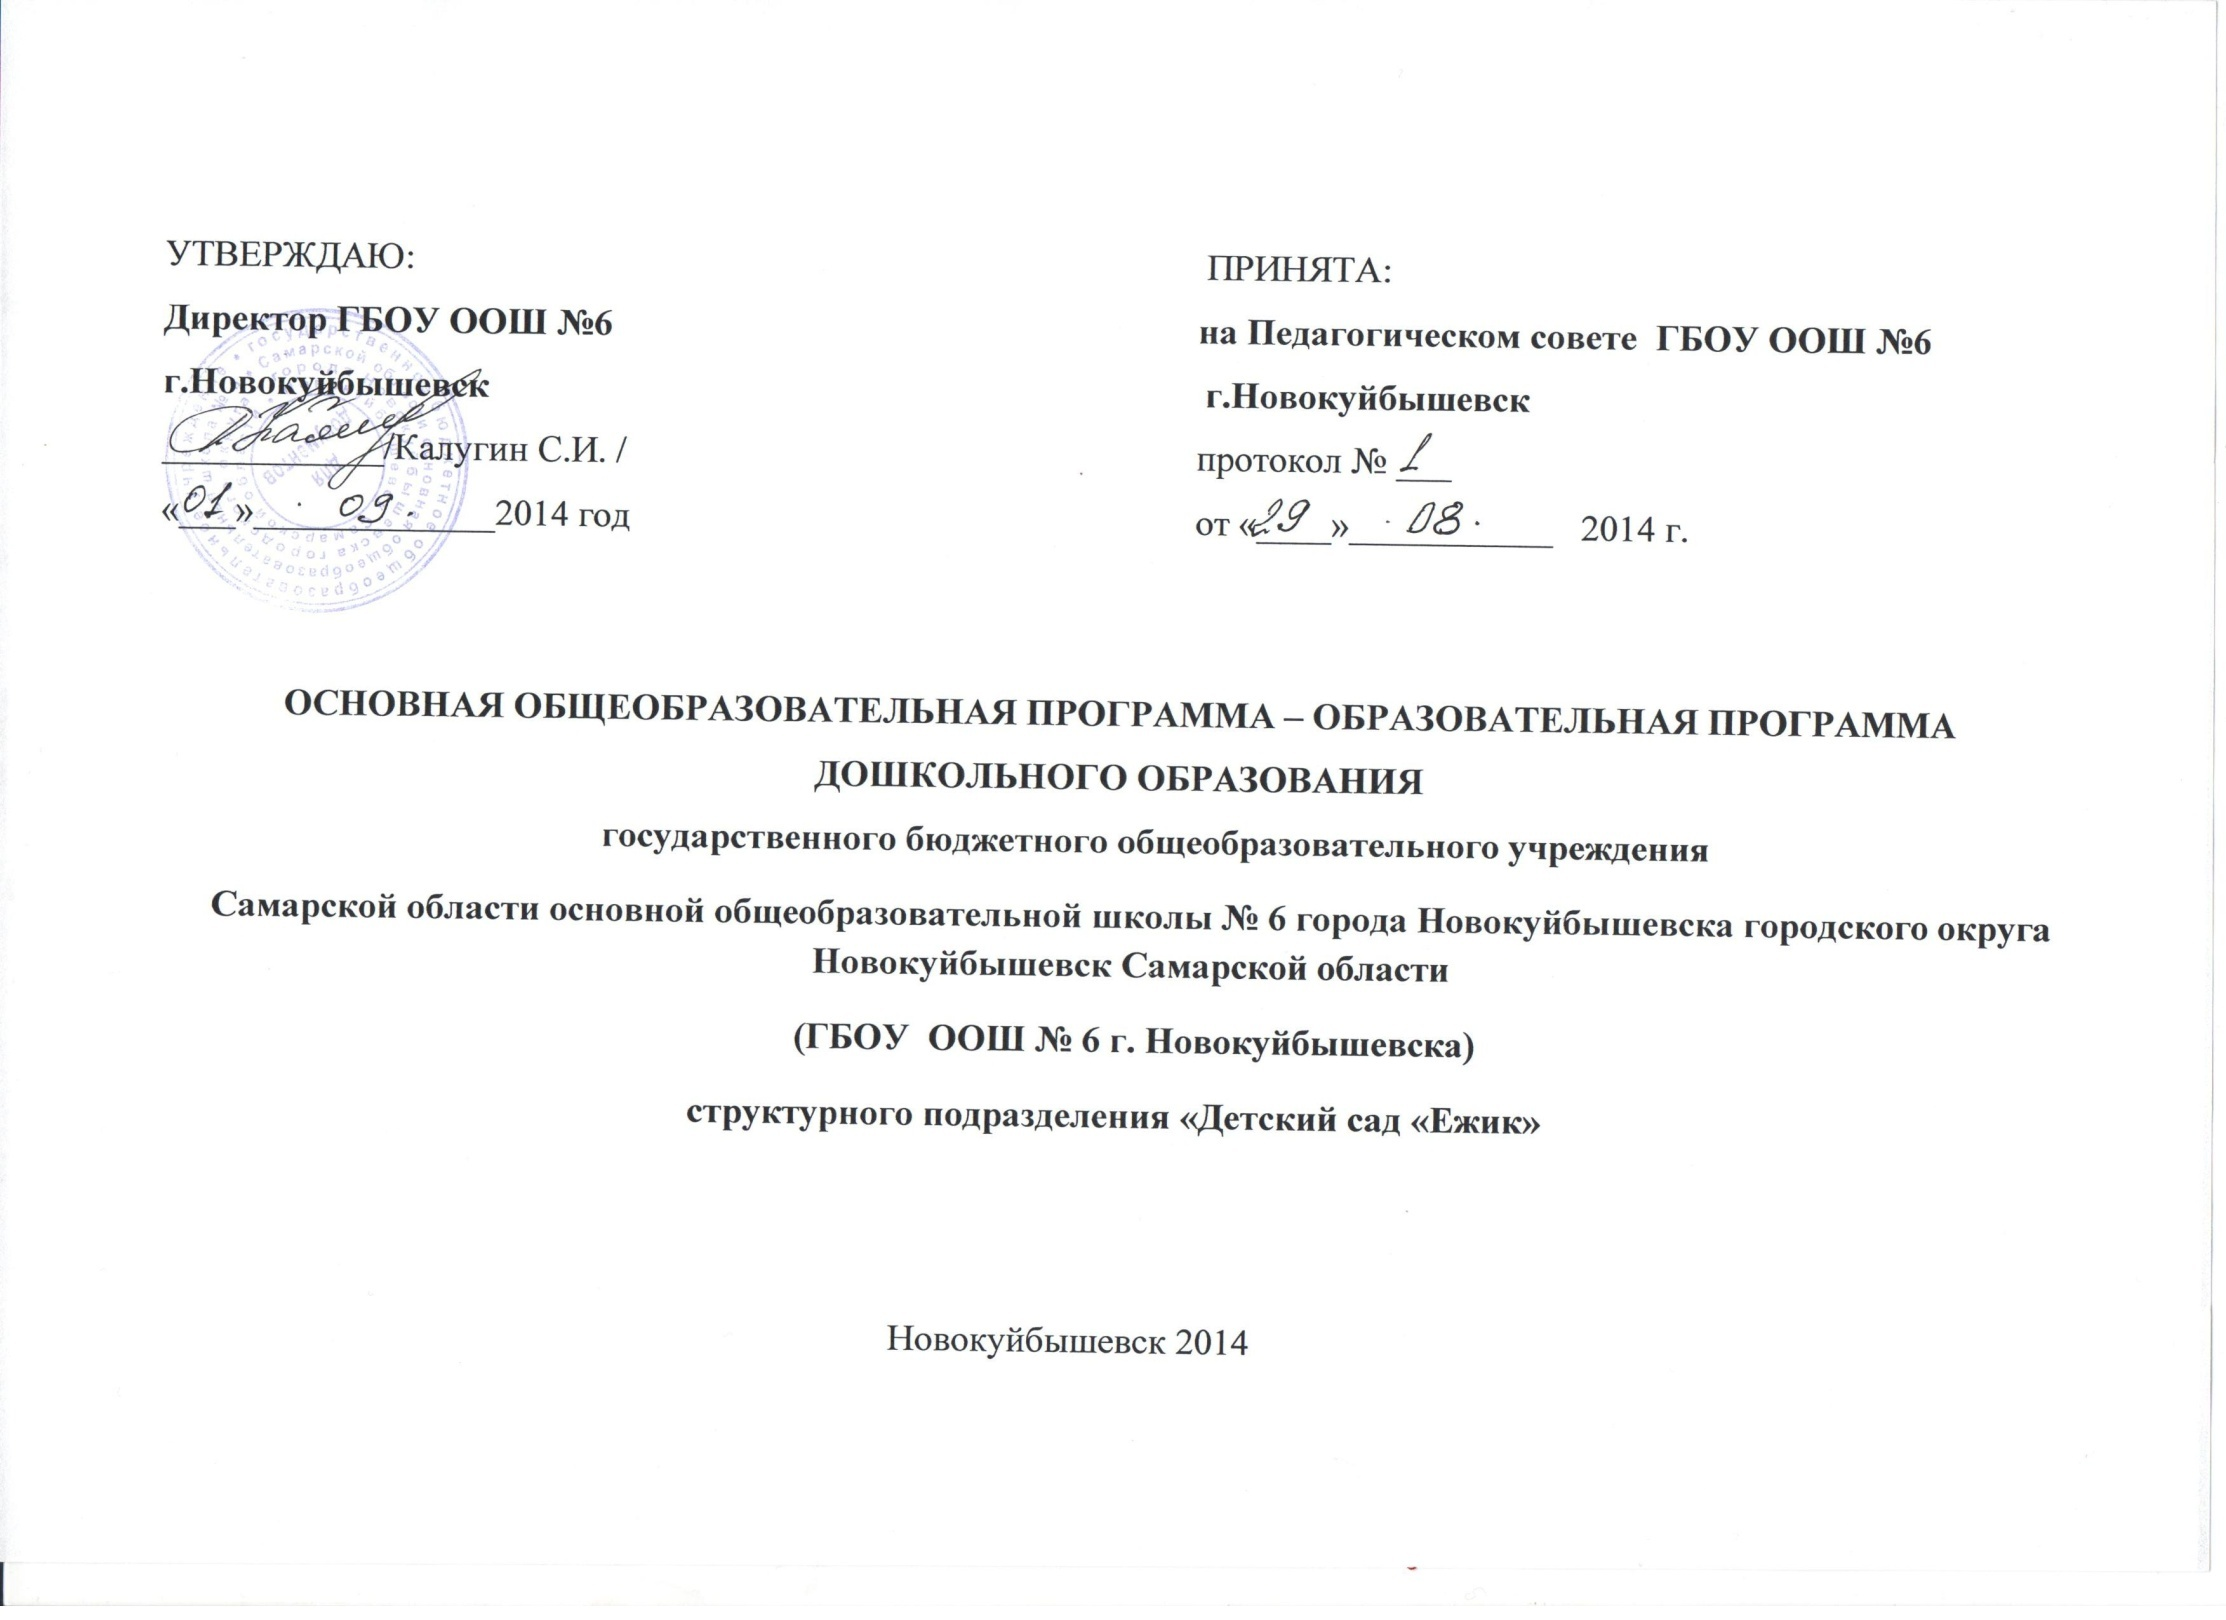 УТВЕРЖДАЮ:
Директор ГБОУ ООШ №6
г.Новокуйбышевск
____________/Калугин С.И. /
«01»  . 09. 2014 год
ПРИНЯТА:
на Педагогическом совете  ГБОУ ООШ №6
г.Новокуйбышевск
протокол № 1
от «29» . 08. 2014 г.
ОСНОВНАЯ ОБЩЕОБРАЗОВАТЕЛЬНАЯ ПРОГРАММА – ОБРАЗОВАТЕЛЬНАЯ ПРОГРАММА
ДОШКОЛЬНОГО ОБРАЗОВАНИЯ
государственного бюджетного общеобразовательного учреждения
Самарской области основной общеобразовательной школы № 6 города Новокуйбышевска городского округа
Новокуйбышевск Самарской области
(ГБОУ  ООШ № 6 г. Новокуйбышевска)
структурного подразделения «Детский сад «Ежик»
Новокуйбышевск 2014
для
документов